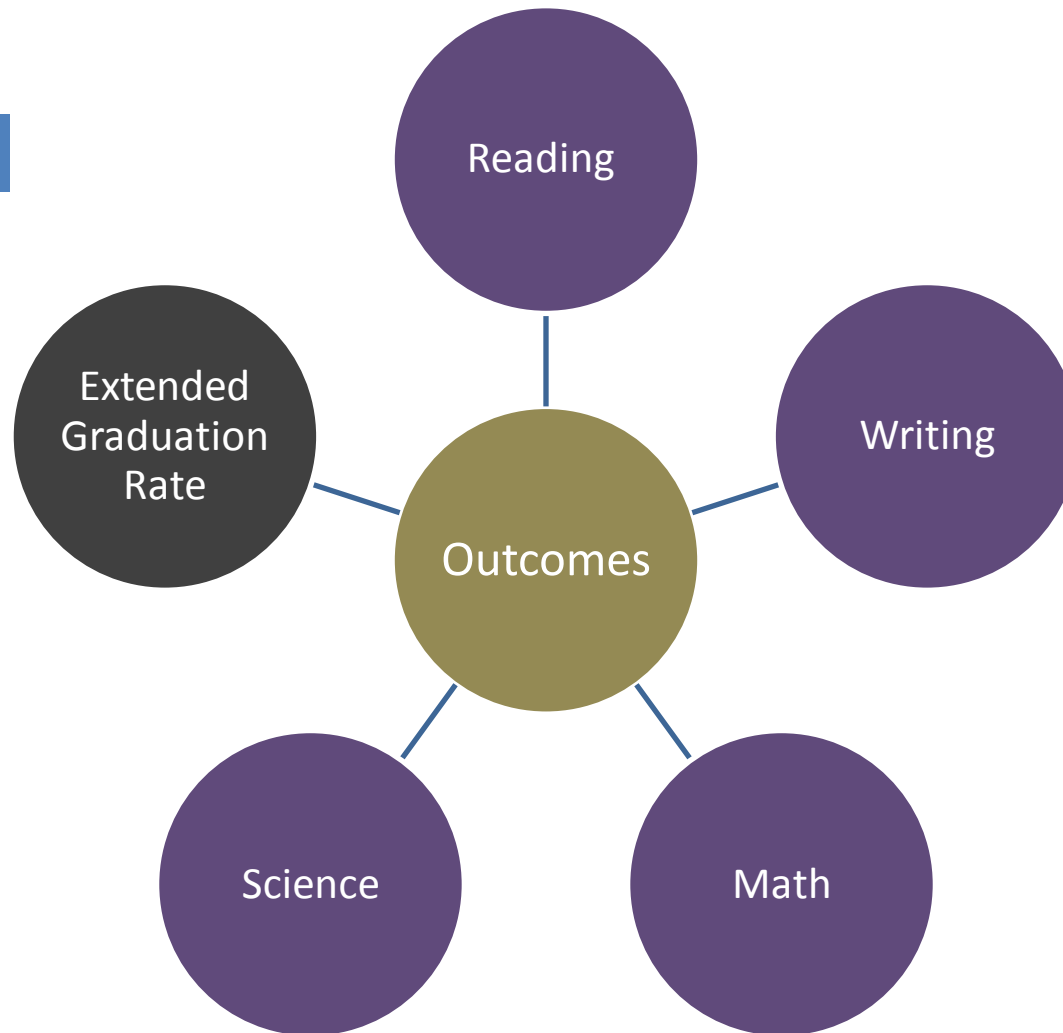 Reading
Extended
Graduation
Rate
Writing
Outcomes
Science
Math